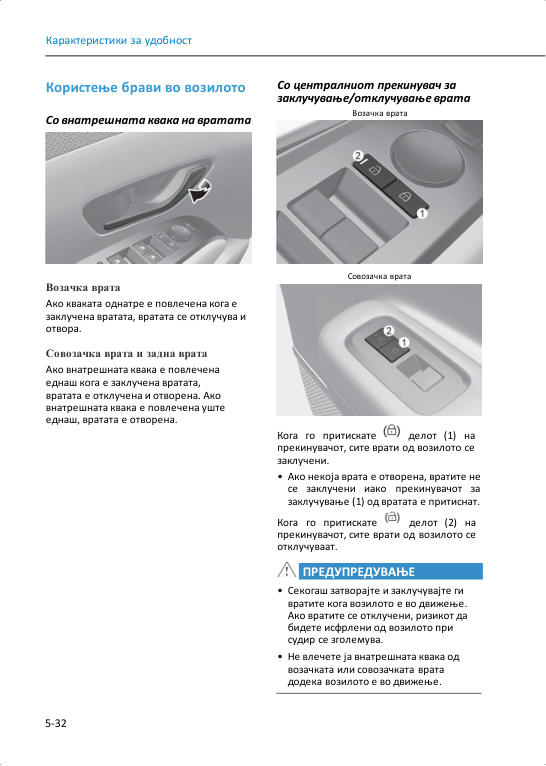 Карактеристики за удобност
Користење брави во возилото
Со внатрешната квака на вратата
Возачка врата
Ако кваката однатре е повлечена кога е
заклучена вратата, вратата се отклучува и
отвора.
Совозачка врата и задна врата
Ако внатрешната квака е повлечена
еднаш кога е заклучена вратата,
вратата е отклучена и отворена. Ако
внатрешната квака е повлечена уште
еднаш, вратата е отворена.
Со централниот прекинувач за
заклучување/отклучување врата
Возачка врата
2
1
Совозачка врата
2
1
Кога го притискате ( ) делот (1) на
прекинувачот, сите врати од возилото се
заклучени.
• Ако некоја врата е отворена, вратите не
се заклучени иако прекинувачот за
заклучување (1) од вратата е притиснат.
Кога го притискате ( ) делот (2) на
прекинувачот, сите врати од возилото се
отклучуваат.
ПРЕДУПРЕДУВАЊЕ
• Секогаш затворајте и заклучувајте ги
вратите кога возилото е во движење.
Ако вратите се отклучени, ризикот да
бидете исфрлени од возилото при
судир се зголемува.
• Не влечете ја внатрешната квака од
возачката или совозачката врата
додека возилото е во движење.
5-32